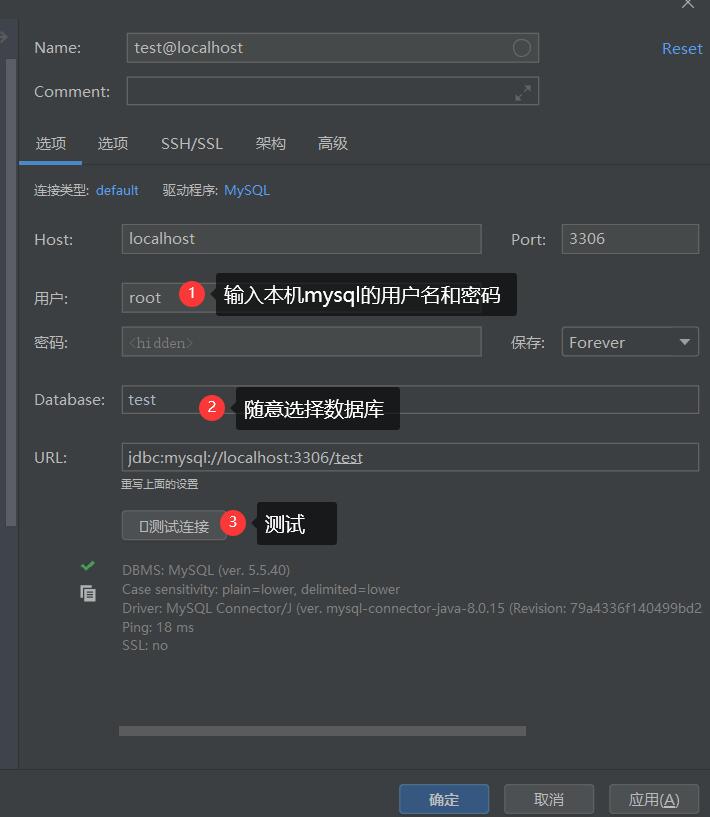 Name: test@localhost Reset
Comment:
选项 选项 SSH/SSL 架构 高级
连接类型: default 驱动程序: MySQL
Host: localhost Port: 3306
用户: root 1 输入本机mysql的用户名和密码
密码: <hidden> 保存: Forever
Database: test 2 随意选择数据库
URL: jdbc:mysql://localhost:3306/test
重写上面的设置
测试连接 3 测试
DBMS: MySQL (ver. 5.5.40)
Case sensitivity: plain=lower, delimited=lower
Driver: MySQL Connector/J (ver. mysql-connector-java-8.0.15 (Revision: 79a4336f140499bd2
Ping: 18 ms
SSL: no
确定 取消 应用(A)